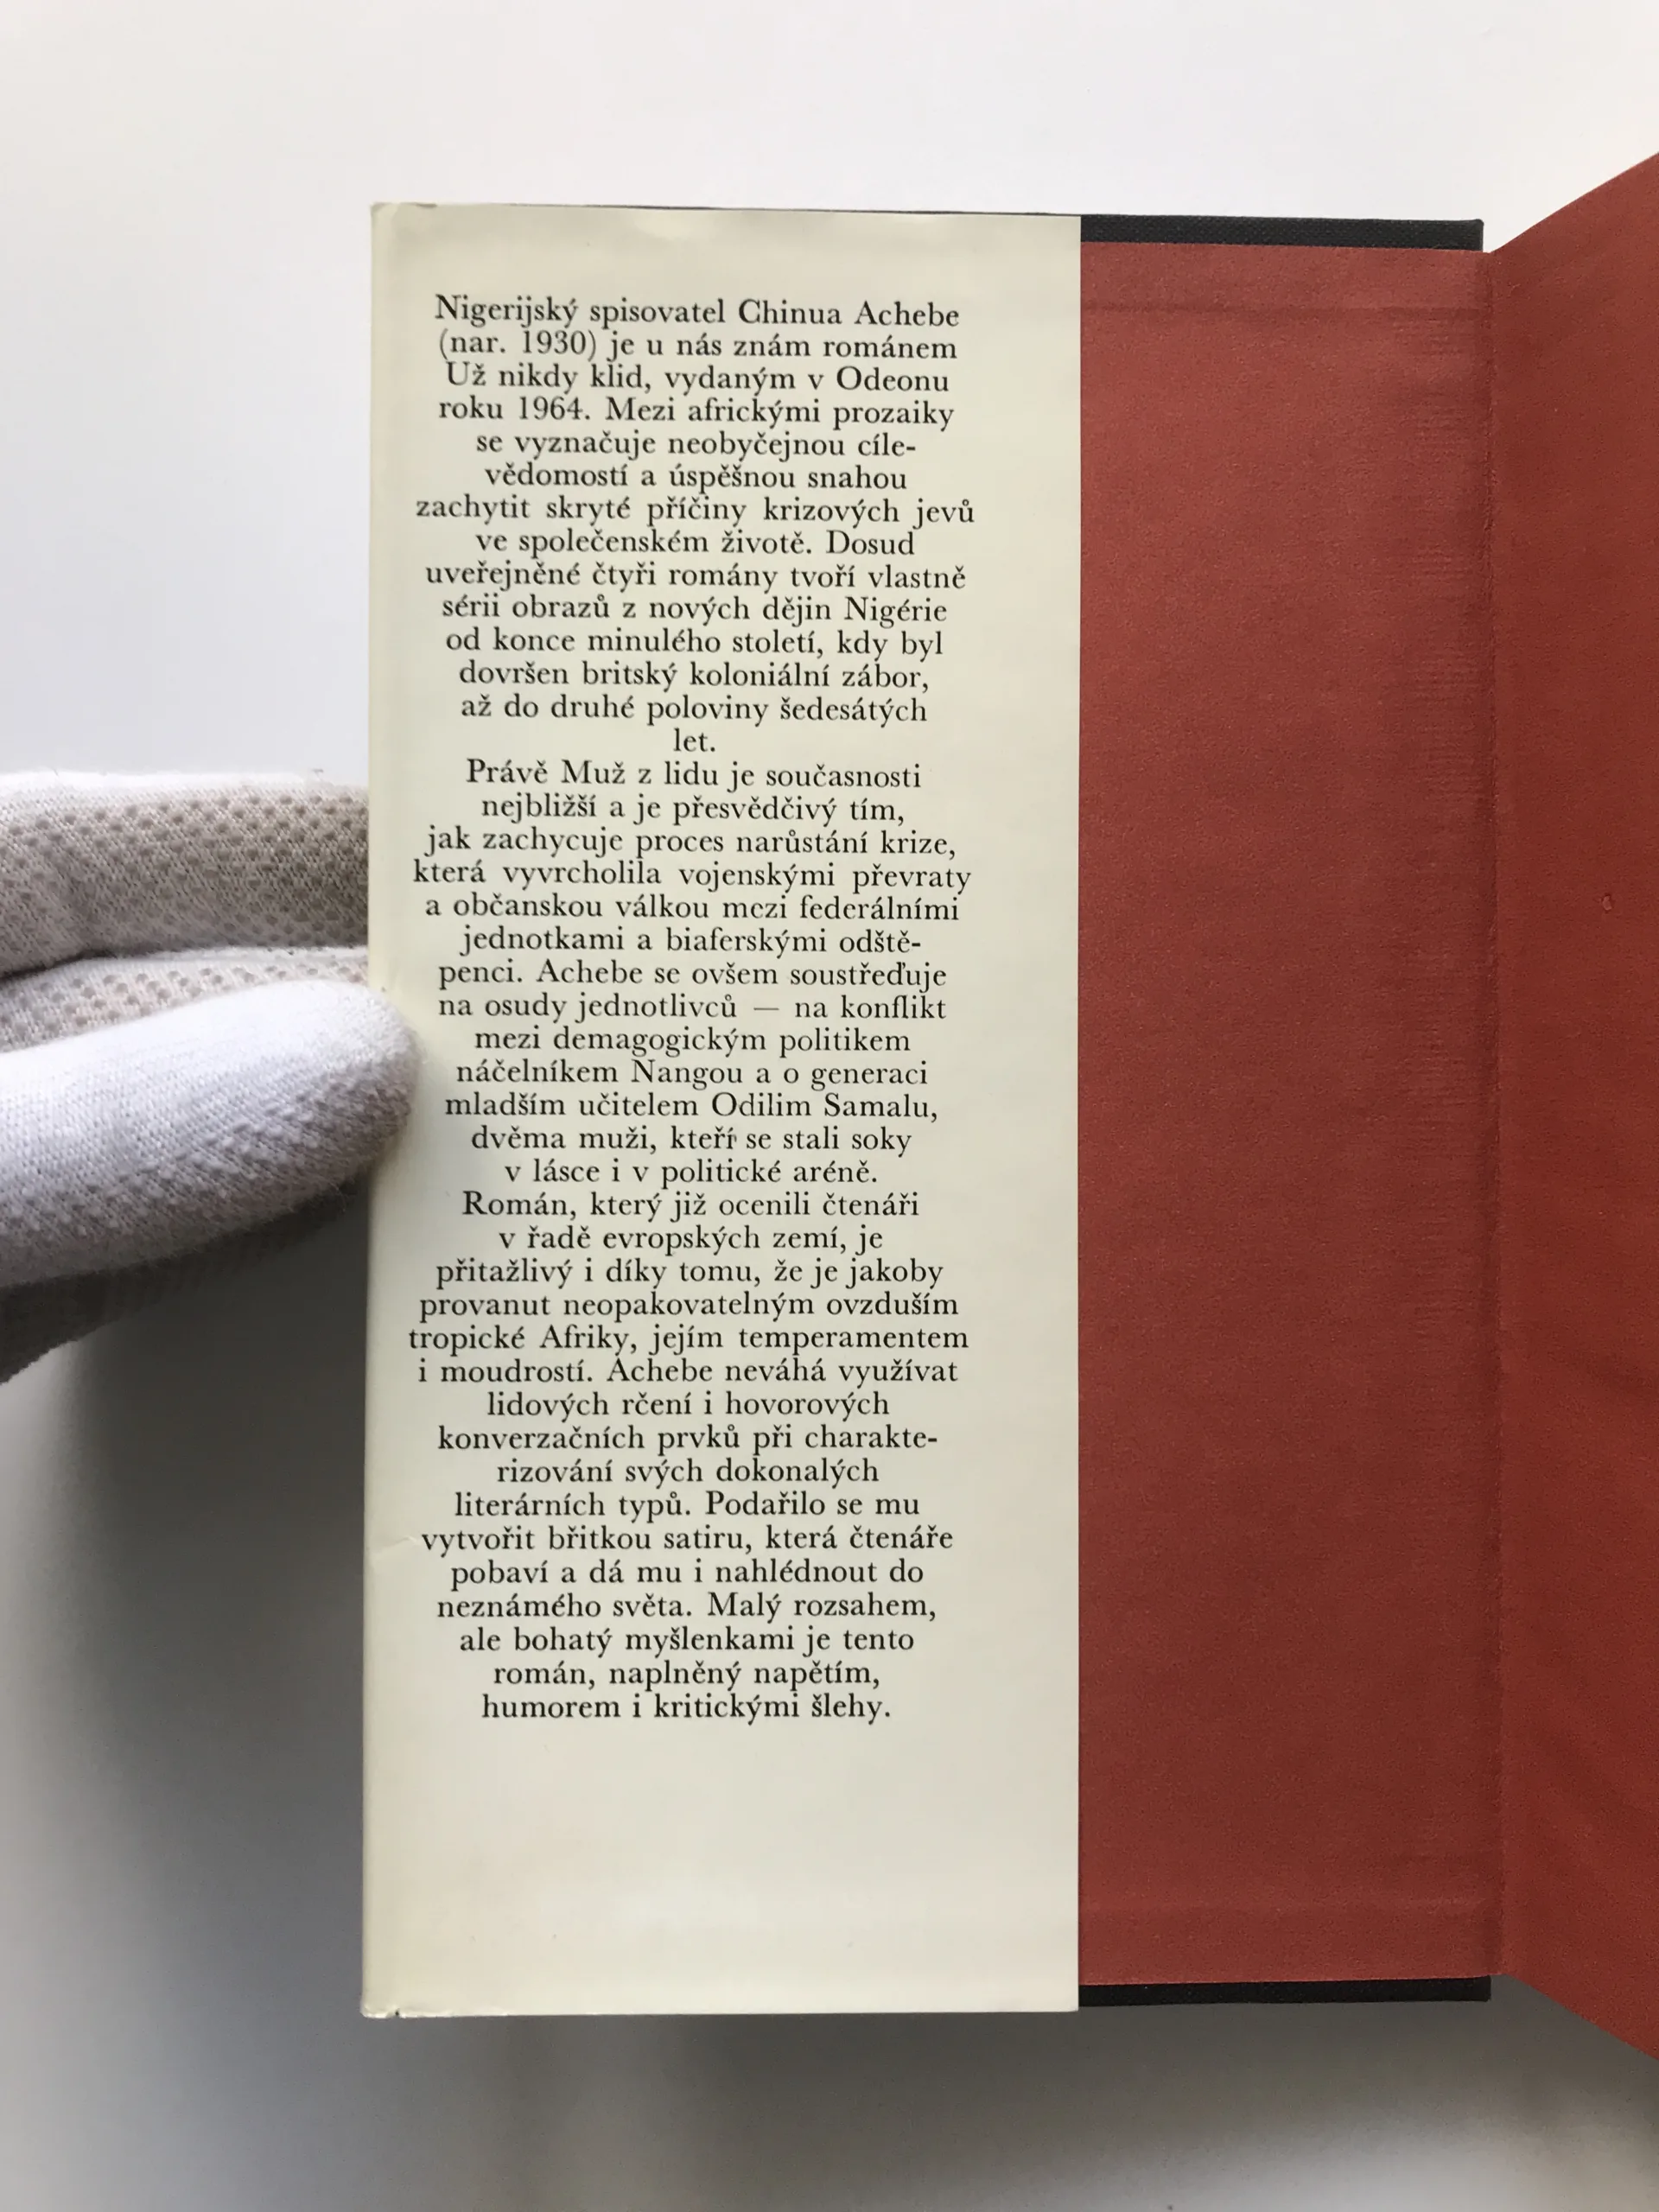 Nigerijský spisovatel Chinua Achebe
(nar. 1930) je u nás znám románem
Už nikdy klid, vydaným v Odeonu
roku 1964. Mezi africkými prozaiky
se vyznačuje neobyčejnou cíle-
vědomostí a úspěšnou snahou
zachytit skryté příčiny krizových jevů
ve společenském životě. Dosud
uveřejněné čtyři romány tvoří vlastně
sérii obrazů z nových dějin Nigérie
od konce minulého století, kdy byl
dovršen britský koloniální zábor,
až do druhé poloviny šedesátých
let.
Právě Muž z lidu je současnosti
nejbližší a je přesvědčivý tím,
jak zachycuje proces narůstání krize,
která vyvrcholila vojenskými převraty
a občanskou válkou mezi federálními
jednotkami a biaferskými odště-
penci. Achebe se ovšem soustřeďuje
na osudy jednotlivců — na konflikt
mezi demagogickým politikem
náčelníkem Nangou a o generaci
mladším učitelem Odilim Samalu,
dvěma muži, kteří se stali soky
v lásce i v politické aréně.
Román, který již ocenili čtenáři
v řadě evropských zemí, je
přitažlivý i díky tomu, že je jakoby
provanut neopakovatelným ovzduším
tropické Afriky, jejím temperamentem
i moudrostí. Achebe neváhá využívat
lidových rčení i hovorových
konverzačních prvků při charakte-
rizování svých dokonalých
literárních typů. Podařilo se mu
vytvořit břitkou satiru, která čtenáře
pobaví a dá mu i nahlédnout do
neznámého světa. Malý rozsahem,
ale bohatý myšlenkami je tento
román, naplněný napětím,
humorem i kritickými šlehy.